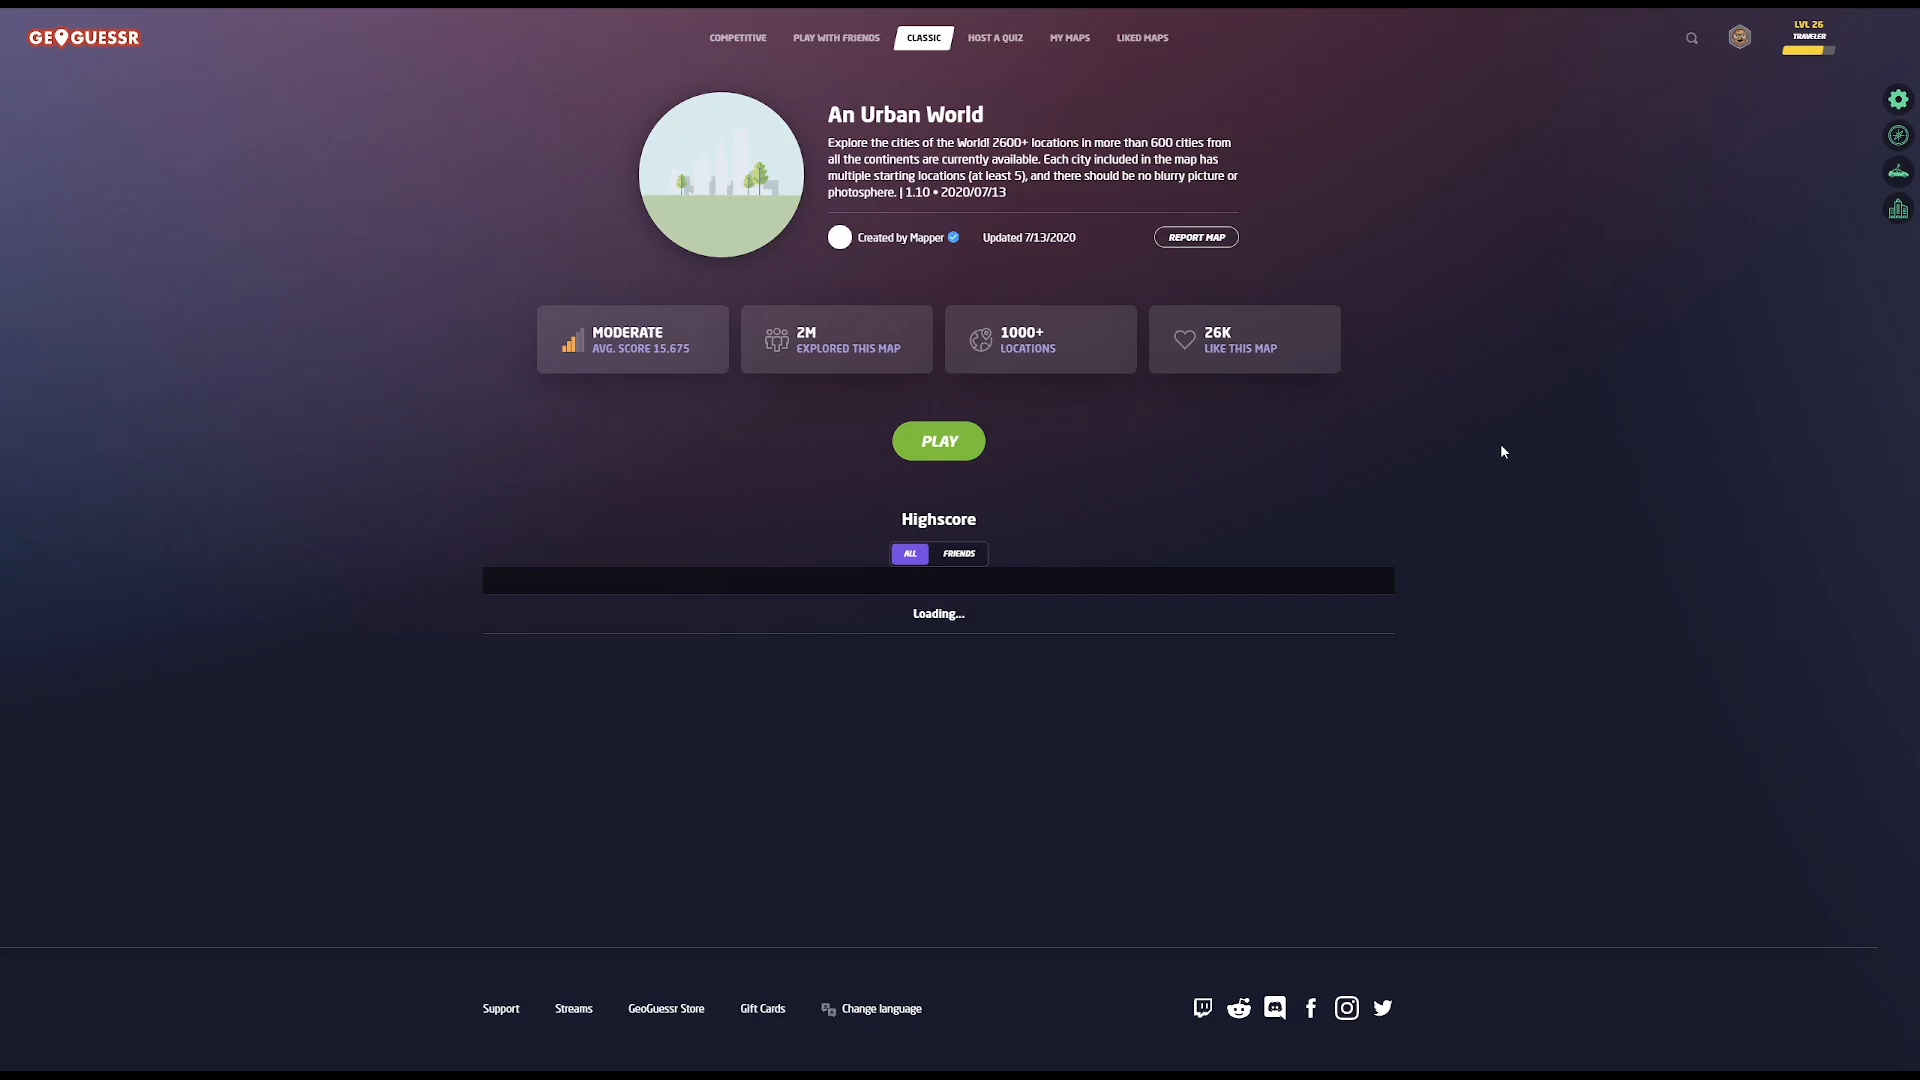 GEOGUESSR
COMPETITIVE
PLAY WITH FRIENDS
CLASSIC
HOST A QUIZ
MY MAPS
LIKED MAPS
LVL 26
TRAVELER
An Urban World
Explore the cities of the World! 2600+ locations in more than 600 cities from
all the continents are currently available. Each city included in the map has
multiple starting locations (at least 5), and there should be no blurry picture or
photosphere. | 1.10 • 2020/07/13
Created by Mapper
Updated 7/13/2020
REPORT MAP
MODERATE
AVG. SCORE 15,675
2M
EXPLORED THIS MAP
1000+
LOCATIONS
26K
LIKE THIS MAP
PLAY
Highscore
ALL
FRIENDS
Loading...
Support
Streams
GeoGuessr Store
Gift Cards
Change language